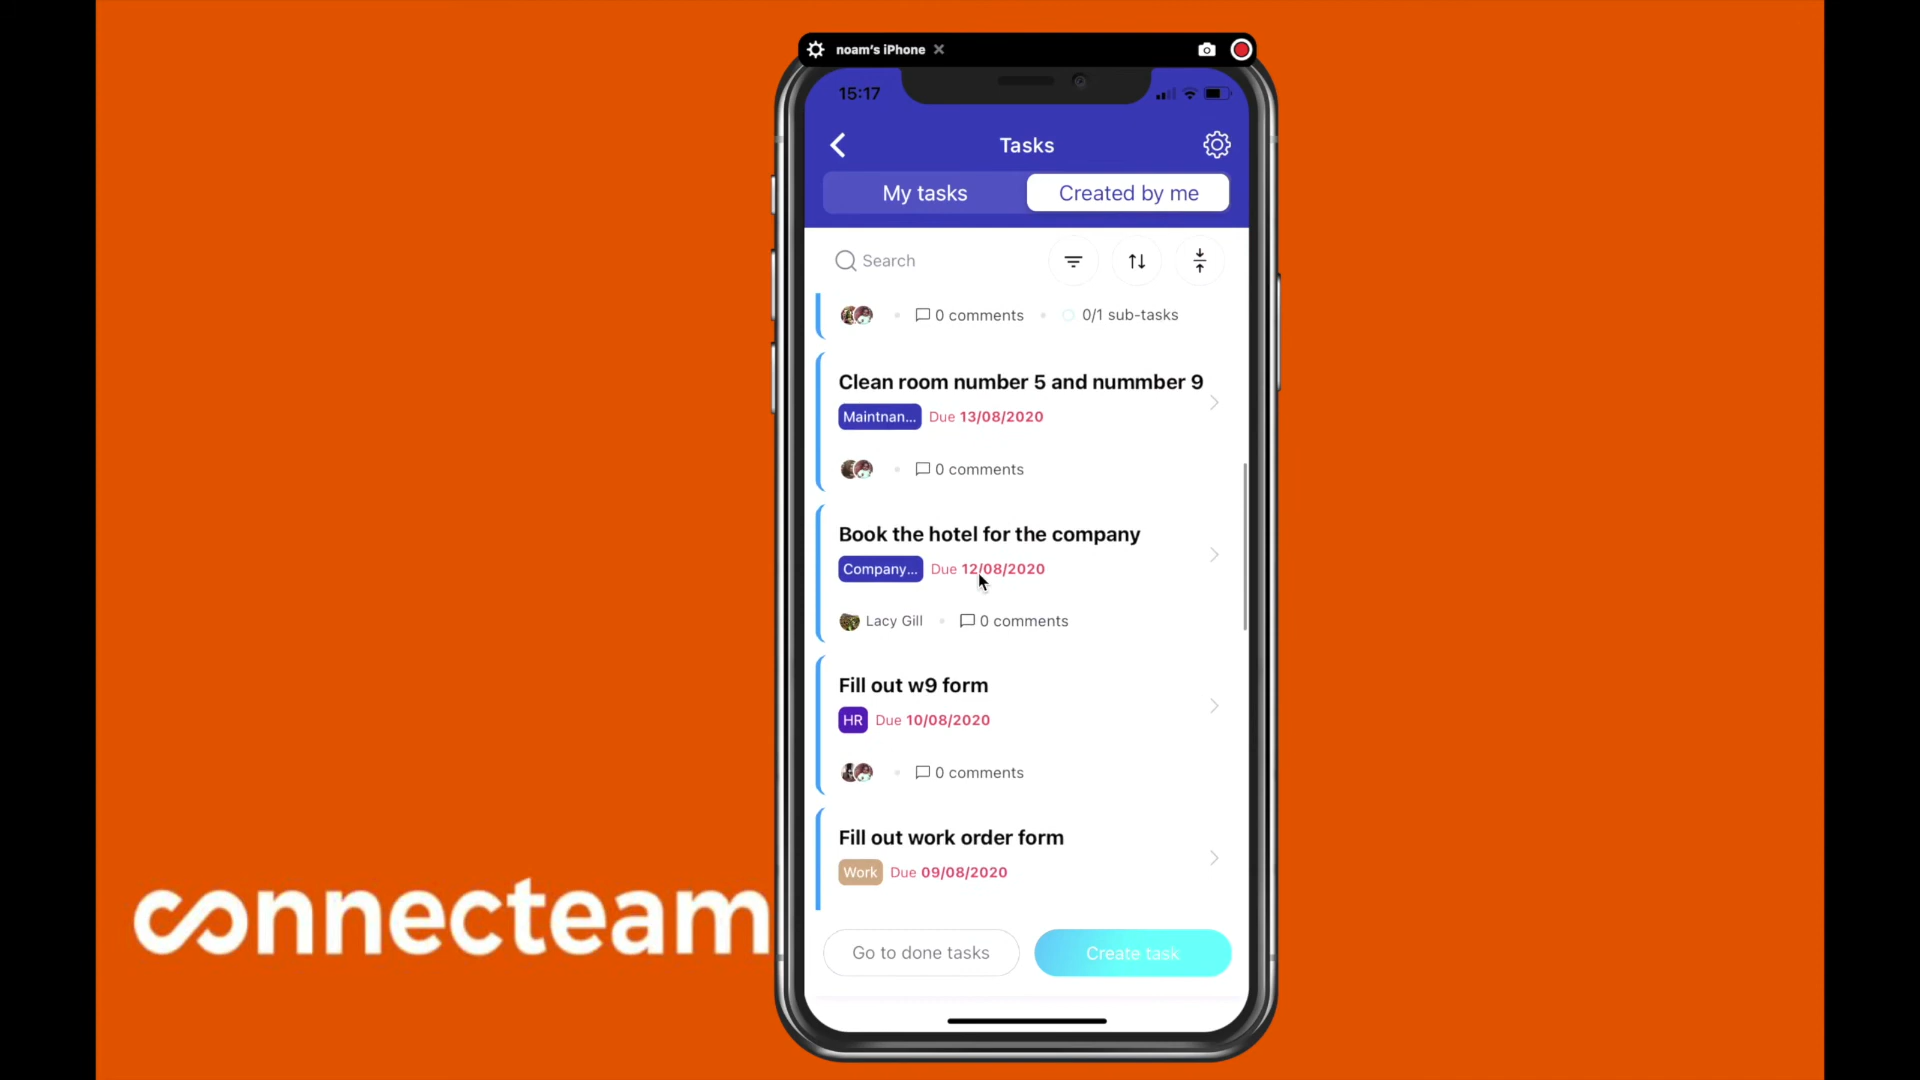 noam's iPhone
15:17
Tasks
My tasks
Created by me
Search
0 comments
0/1 sub-tasks
Clean room number 5 and nummber 9
Maintnan...
Due 13/08/2020
0 comments
Book the hotel for the company
Company...
Due 12/08/2020
Lacy Gill
0 comments
Fill out w9 form
HR
Due 10/08/2020
0 comments
Fill out work order form
Work
Due 09/08/2020
connecteam
Go to done tasks
Create task